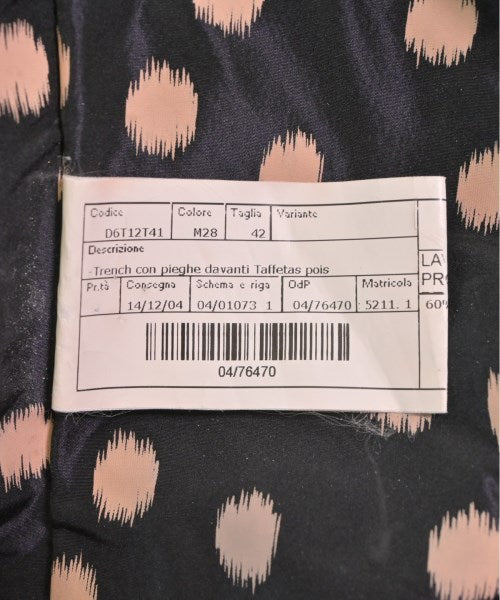 Codice Colore Taglia Variante
D6T12T41 M28 42
Descrizione
-Trench con pieghe davanti Taffetas pois
Pr.tà Consegna Schema e riga OdP Matricola
14/12/04 04/01073 1 04/76470 5211. 1
04/76470
LA
PR
60